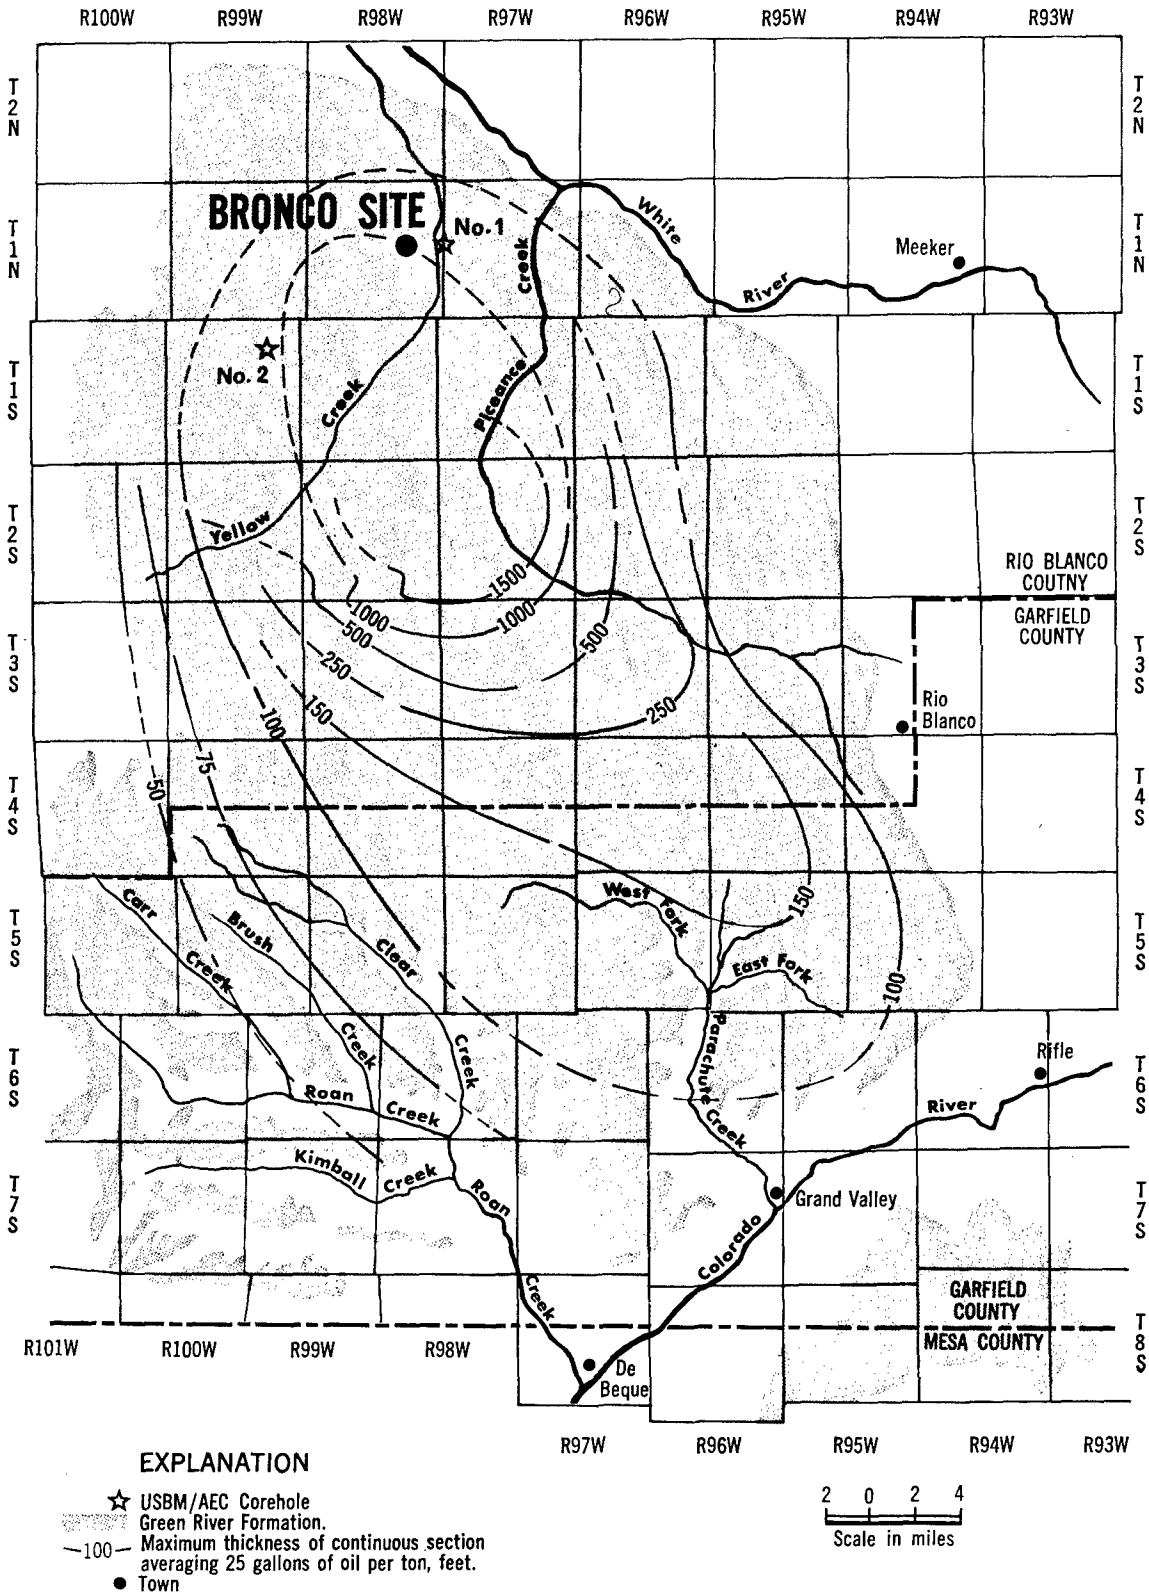 R100W R99W R98W R97W R96W R95W R94W R93W
T2N
T2N
BRONCO SITE
No.1
White
River
Creek
Meeker
T1N
T1N
No. 2
Creek
Piceance
T1S
T1S
Yellow
T2S
T2S
RIO BLANCO
COUTNY
GARFIELD
COUNTY
1500
1000
1000
500
500
250
250
150
100
T3S
T3S
Rio
Blanco
75
50
T4S
T4S
West Fork
150
Carr
Creek
Brush
Creek
Clear
Creek
East Fork
100
T5S
T5S
Parachute
Creek
Rifle
River
Roan
Creek
T6S
T6S
Kimball
Creek
Roan
Creek
Grand Valley
Colorado
T7S
T7S
GARFIELD
COUNTY
MESA COUNTY
T8S
R101W R100W R99W R98W
De
Beque
R97W R96W R95W R94W R93W
EXPLANATION
USBM/AEC Corehole
Green River Formation.
100 Maximum thickness of continuous section
averaging 25 gallons of oil per ton, feet.
Town
2 0 2 4
Scale in miles